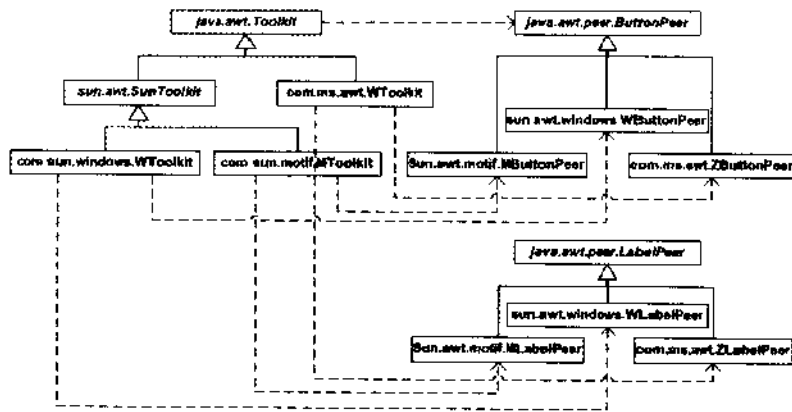 java.awt.Toolkit
java.awt.peer.ButtonPeer
sun.awt.SunToolkit
com.ms.awt.WToolkit
sun.awt.windows.WButtonPeer
com.sun.windows.WToolkit
com.sun.motif.MToolkit
Sun.awt.motif.MButtonPeer
com.ms.awt.ZButtonPeer
java.awt.peer.LabelPeer
sun.awt.windows.WLabelPeer
Sun.awt.motif.MLabelPeer
com.ms.awt.ZLabelPeer